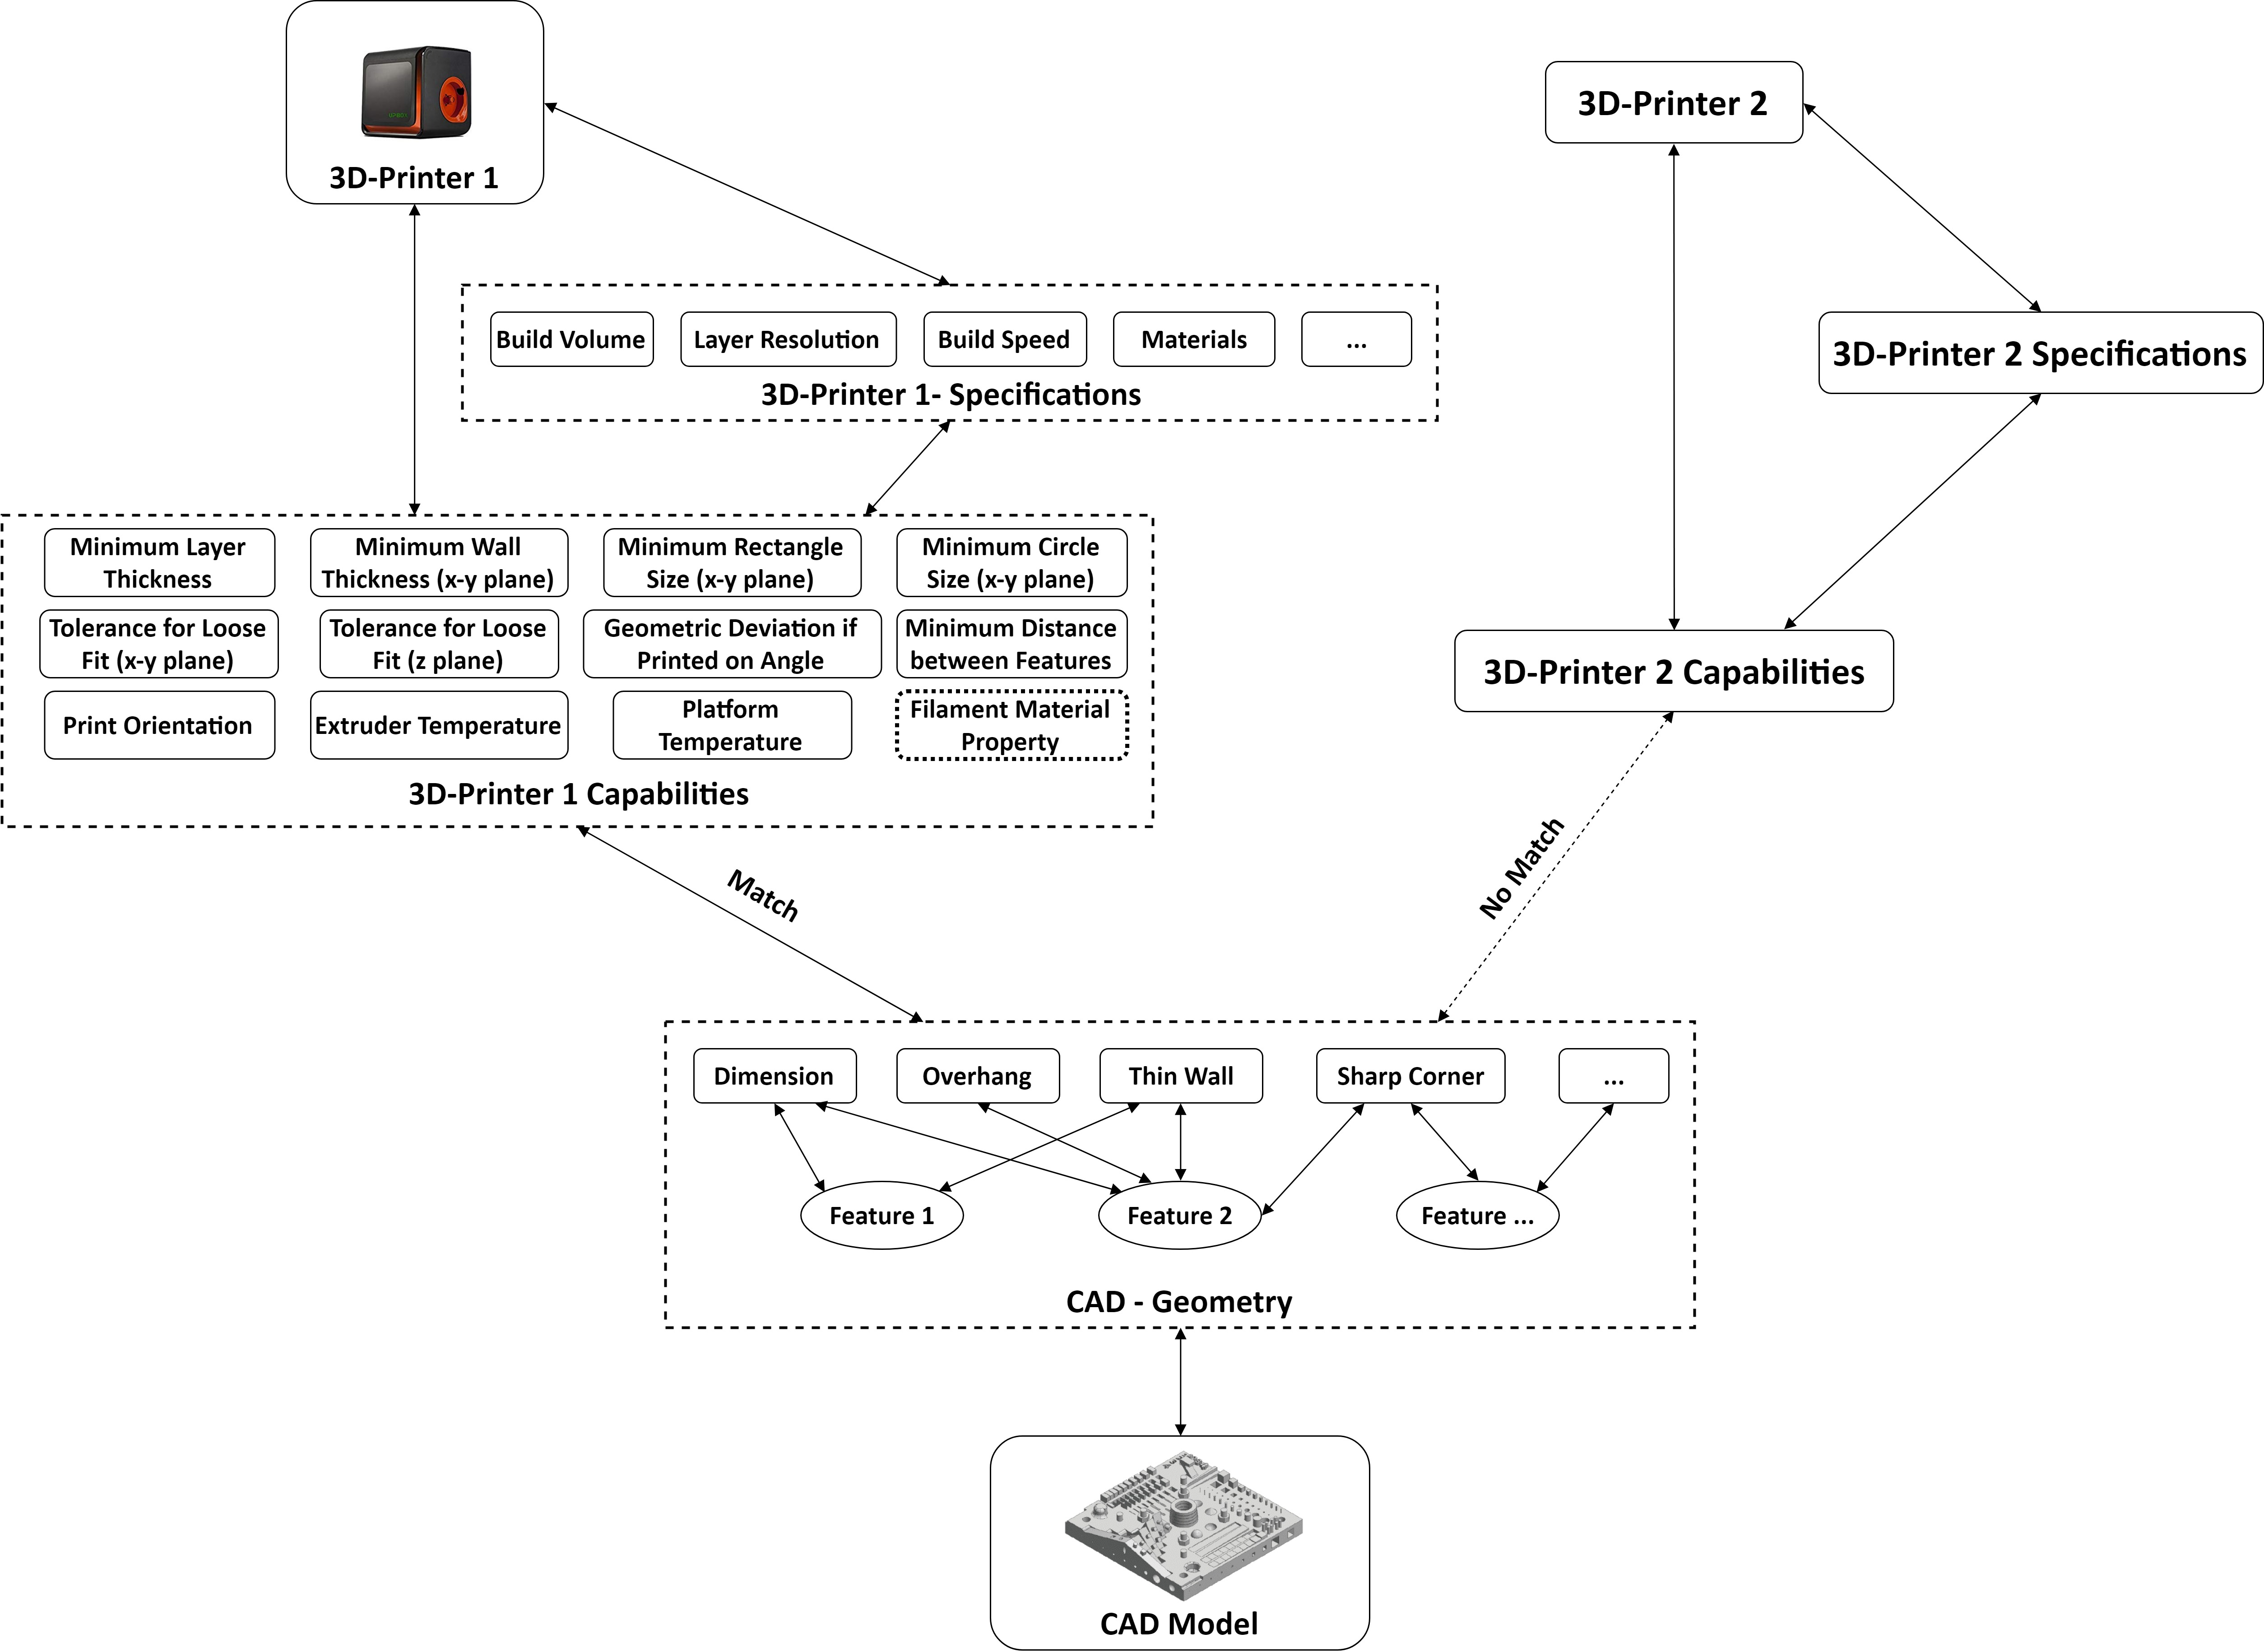 3D-Printer 1
3D-Printer 2
Build Volume
Layer Resolution
Build Speed
Materials
...
3D-Printer 1- Specifications
3D-Printer 2 Specifications
Minimum Layer
Thickness
Minimum Wall
Thickness (x-y plane)
Minimum Rectangle
Size (x-y plane)
Minimum Circle
Size (x-y plane)
Tolerance for Loose
Fit (x-y plane)
Tolerance for Loose
Fit (z plane)
Geometric Deviation if
Printed on Angle
Minimum Distance
between Features
Print Orientation
Extruder Temperature
Platform
Temperature
Filament Material
Property
3D-Printer 1 Capabilities
3D-Printer 2 Capabilities
Match
No Match
Dimension
Overhang
Thin Wall
Sharp Corner
...
Feature 1
Feature 2
Feature ...
CAD - Geometry
CAD Model